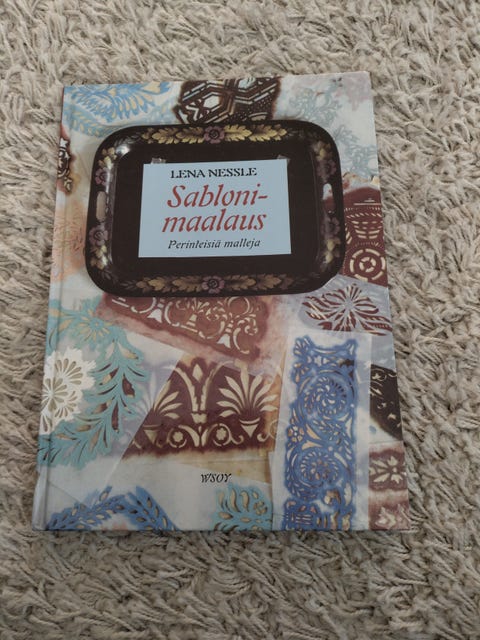 LENA NESSLE
Sabloni-
maalaus
Perinteisiä malleja
WSOY